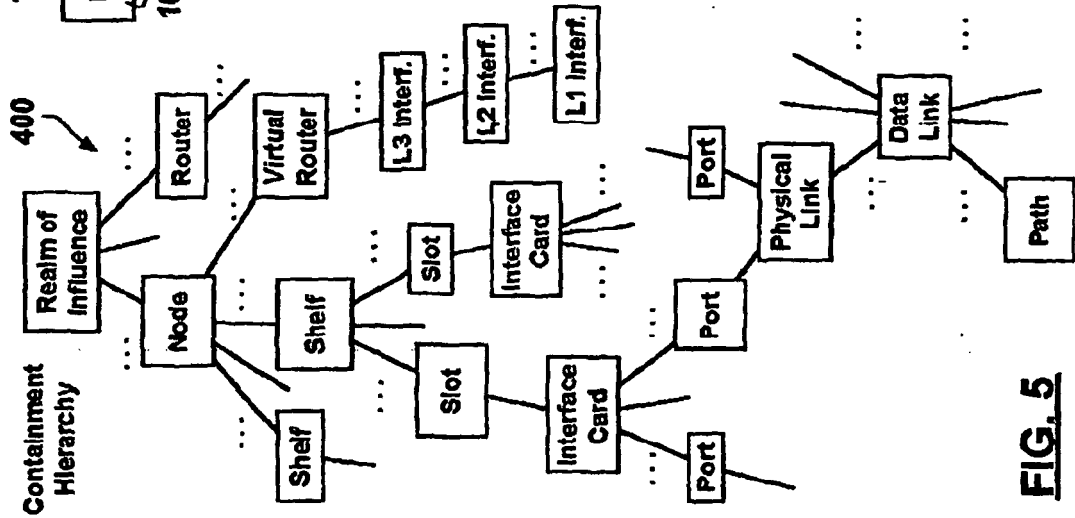 Containment
Hierarchy
400
Realm of
Influence
Node
Router
Shelf
Shelf
Virtual
Router
Slot
Slot
L3 Interf.
L2 Interf.
L1 Interf.
Interface
Card
Interface
Card
Port
Port
Port
Physical
Link
Data
Link
Path
FIG. 5